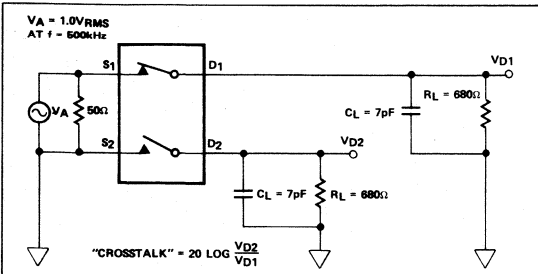 VA = 1.0VRMS
AT f = 500kHz
S1
D1
VD1
VA
50Ω
CL = 7pF
RL = 680Ω
S2
D2
VD2
CL = 7pF
RL = 680Ω
"CROSSTALK" = 20 LOG VD2
VD1